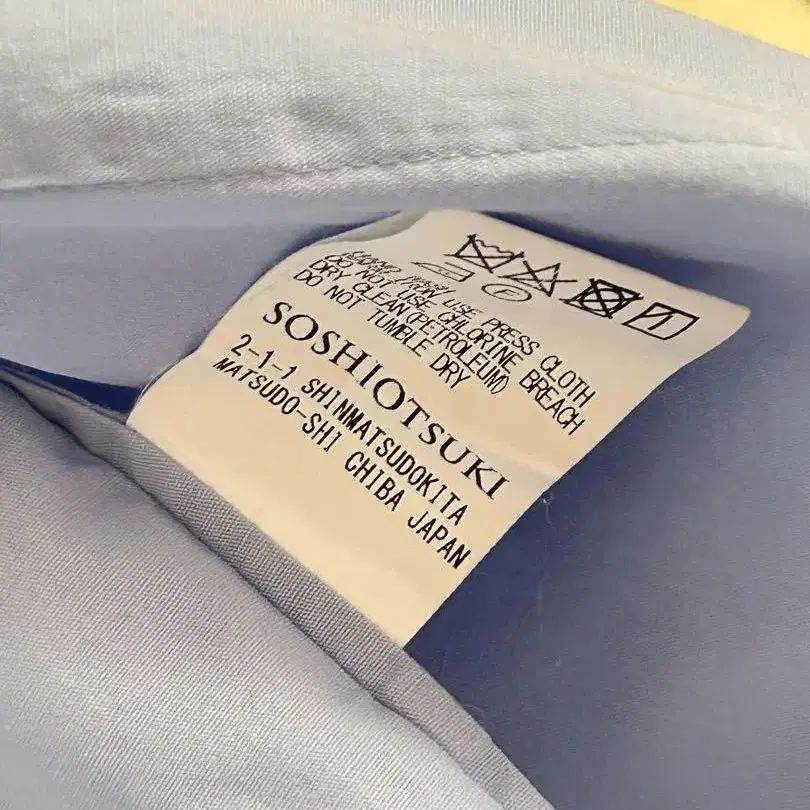 USE PRESS CLOTH
DO NOT USE CHLORINE BREACH
DRY CLEAN(PETROLEUM)
DO NOT TUMBLE DRY
SOSHIOTSUKI
2-1-1 SHINMATSUDOKITA
MATSUDO-SHI CHIBA JAPAN